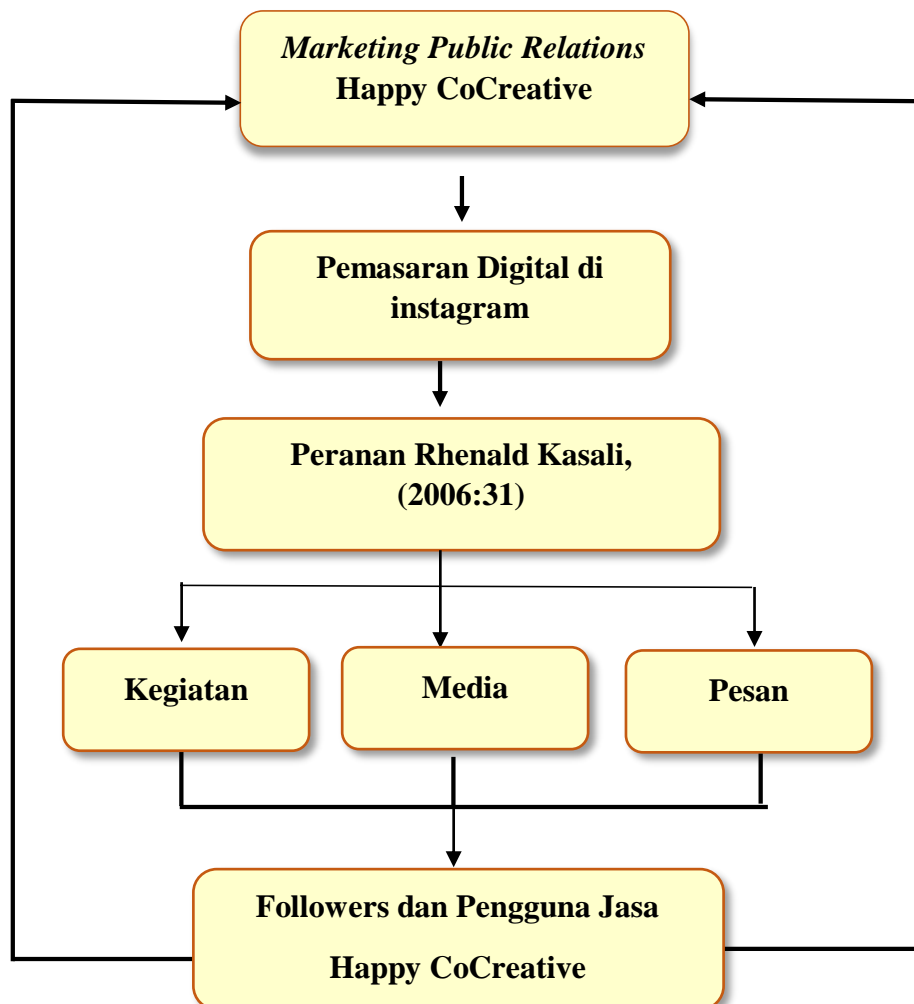 Marketing Public Relations
Happy CoCreative
Pemasaran Digital di
instagram
Peranan Rhenald Kasali,
(2006:31)
Kegiatan
Media
Pesan
Followers dan Pengguna Jasa
Happy CoCreative